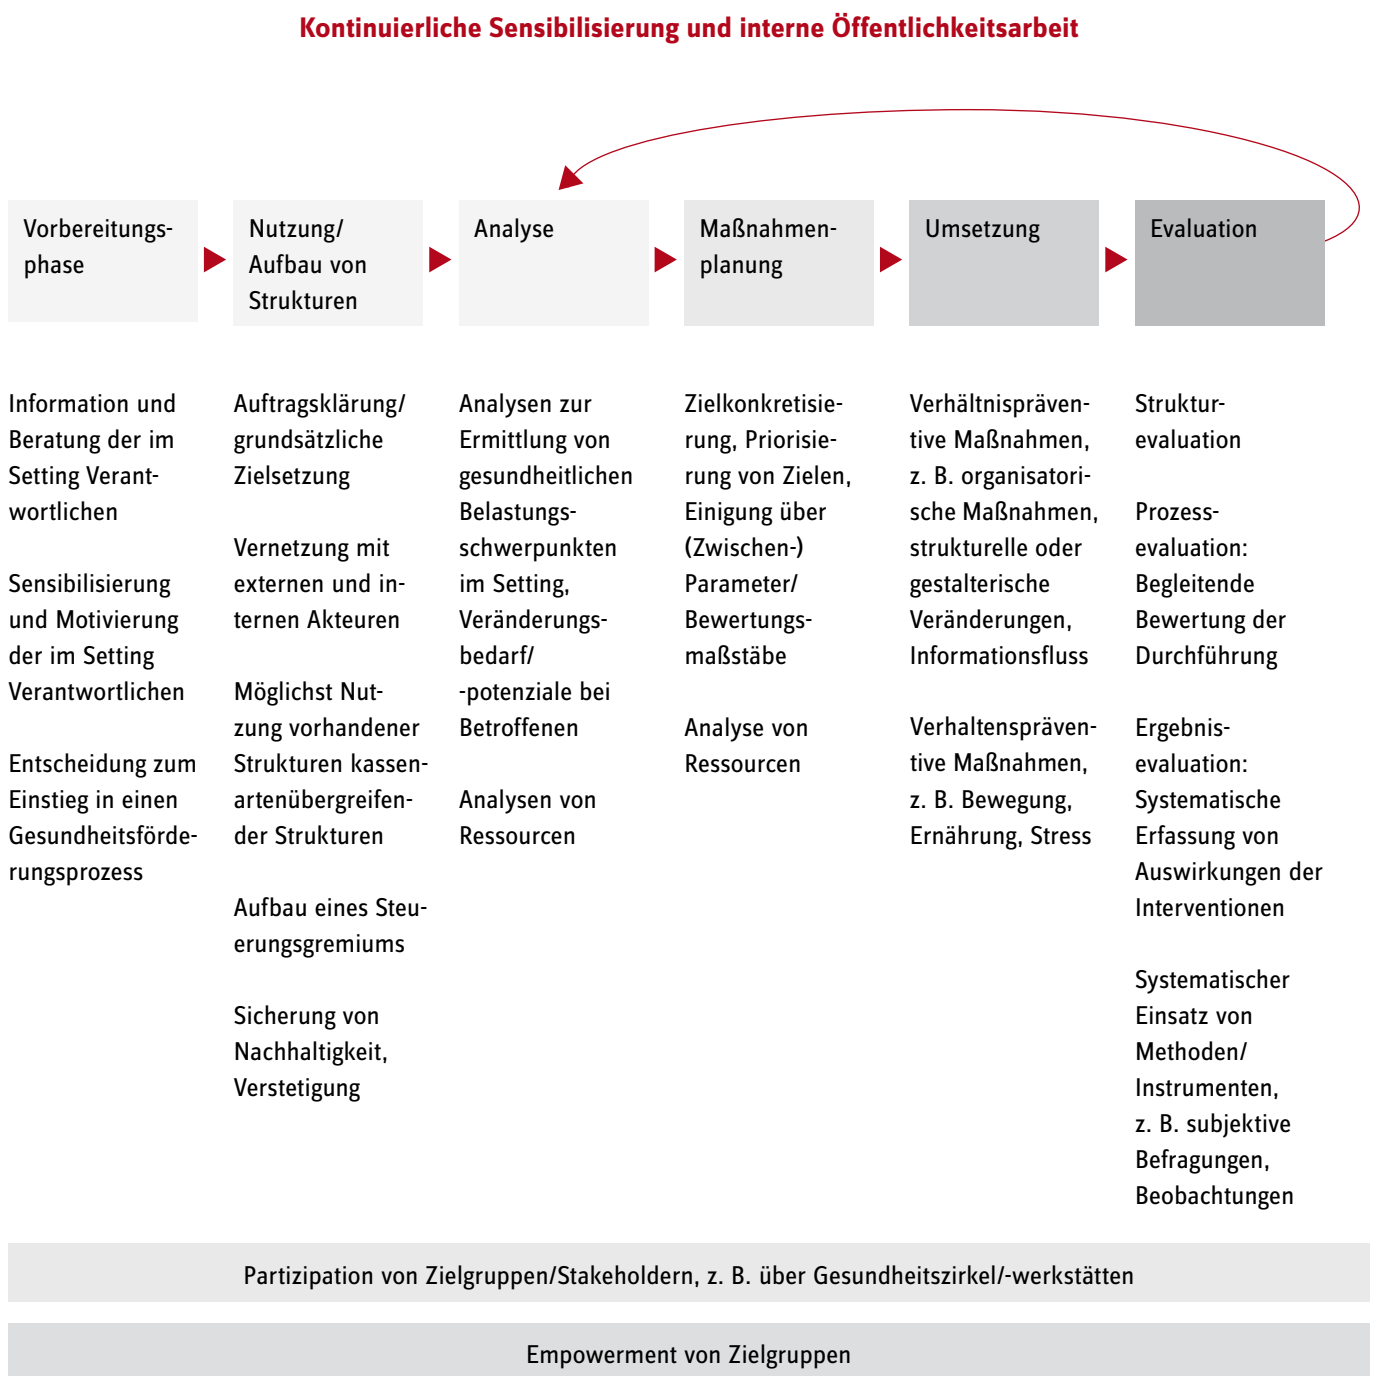 Kontinuierliche Sensibilisierung und interne Öffentlichkeitsarbeit
Vorbereitungs-
phase
Nutzung/
Aufbau von
Strukturen
Analyse
Maßnahmen-
planung
Umsetzung
Evaluation
Information und
Beratung der im
Setting Verant-
wortlichen
Sensibilisierung
und Motivierung
der im Setting
Verantwortlichen
Entscheidung zum
Einstieg in einen
Gesundheitsförde-
rungsprozess
Auftragsklärung/
grundsätzliche
Zielsetzung
Vernetzung mit
externen und in-
ternen Akteuren
Möglichst Nut-
zung vorhandener
Strukturen kassen-
artenübergreifen-
der Strukturen
Aufbau eines Steu-
erungsgremiums
Sicherung von
Nachhaltigkeit,
Verstetigung
Analysen zur
Ermittlung von
gesundheitlichen
Belastungs-
schwerpunkten
im Setting,
Veränderungs-
bedarf/
-potenziale bei
Betroffenen
Analysen von
Ressourcen
Zielkonkretisie-
rung, Priorisie-
rung von Zielen,
Einigung über
(Zwischen-)
Parameter/
Bewertungs-
maßstäbe
Analyse von
Ressourcen
Verhältnispräven-
tive Maßnahmen,
z. B. organisatori-
sche Maßnahmen,
strukturelle oder
gestalterische
Veränderungen,
Informationsfluss
Verhaltenspräven-
tive Maßnahmen,
z. B. Bewegung,
Ernährung, Stress
Struktur-
evaluation
Prozess-
evaluation:
Begleitende
Bewertung der
Durchführung
Ergebnis-
evaluation:
Systematische
Erfassung von
Auswirkungen der
Interventionen
Systematischer
Einsatz von
Methoden/
Instrumenten,
z. B. subjektive
Befragungen,
Beobachtungen
Partizipation von Zielgruppen/Stakeholdern, z. B. über Gesundheitszirkel/-werkstätten
Empowerment von Zielgruppen